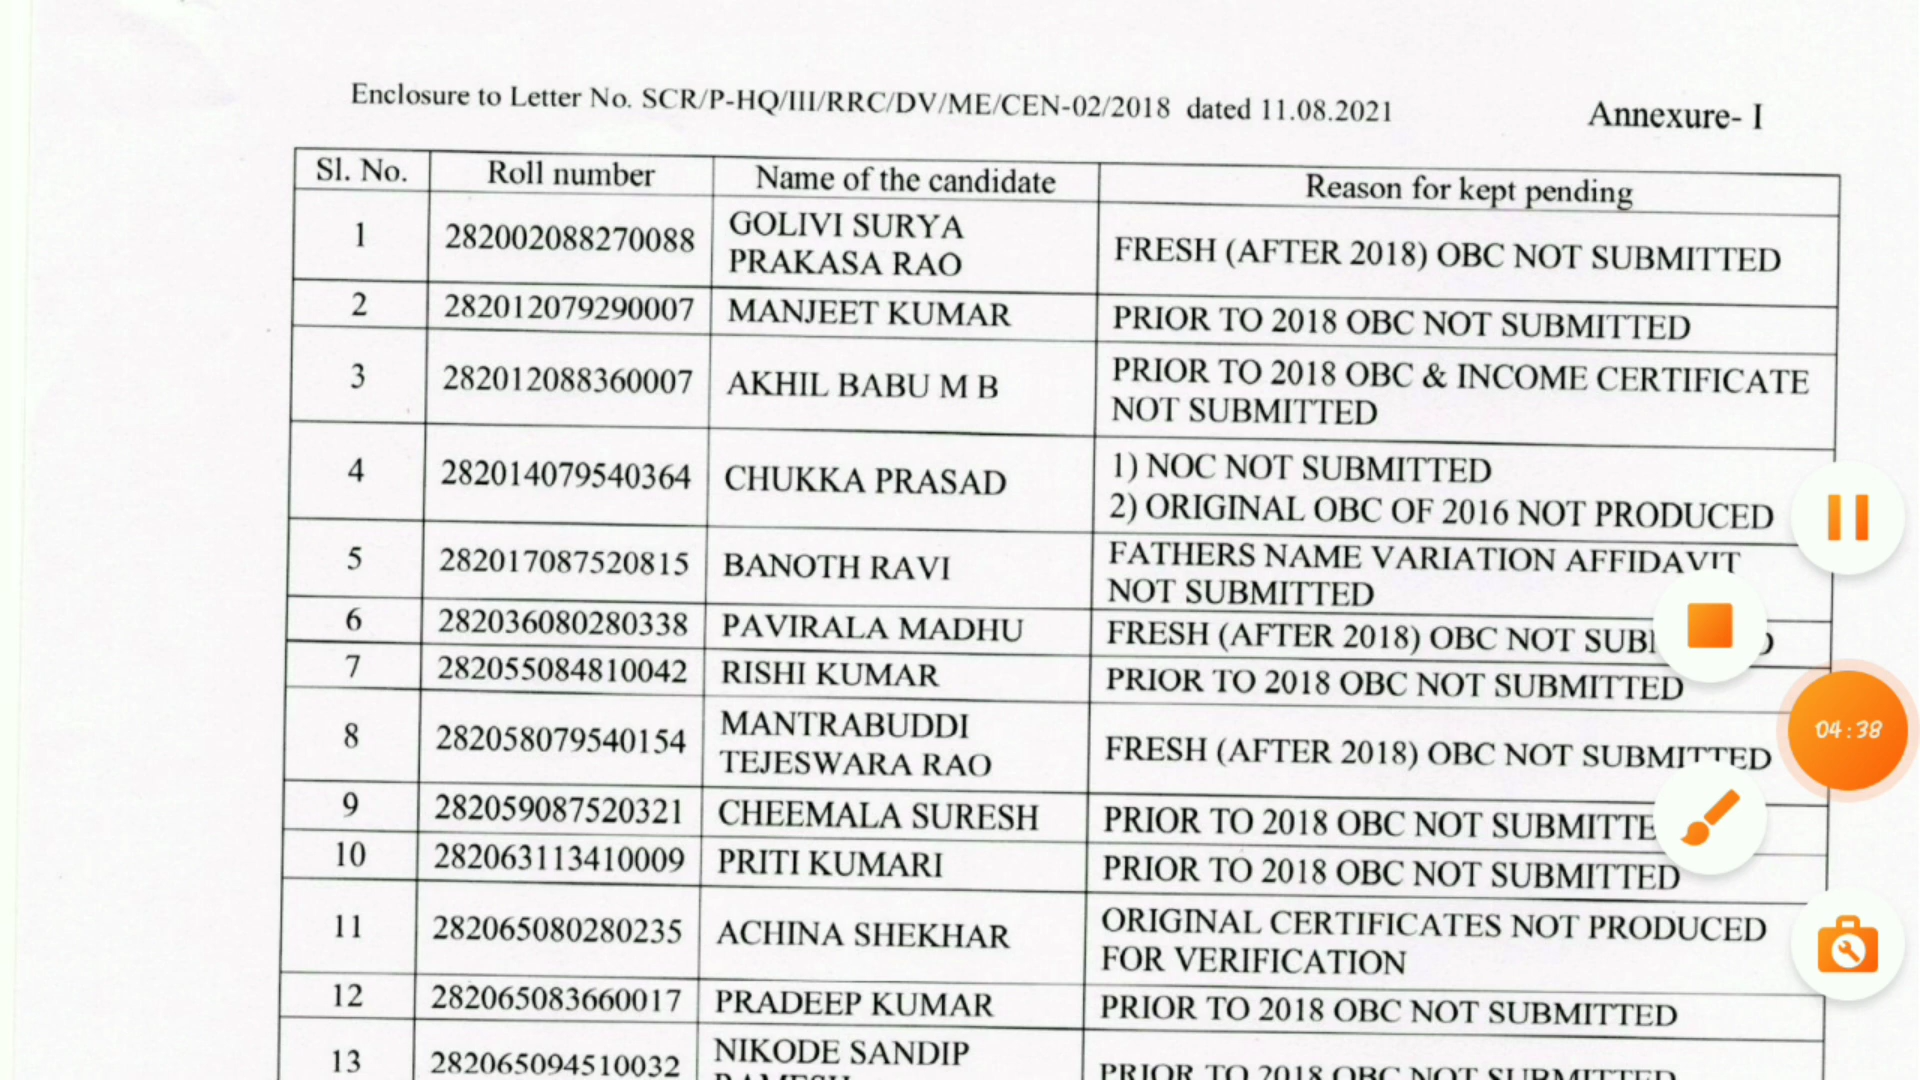 Enclosure to Letter No. SCR/P-HQ/III/RRC/DV/ME/CEN-02/2018 dated 11.08.2021
Annexure- I
Sl. No. Roll number Name of the candidate Reason for kept pending
1 282002088270088 GOLIVI SURYA
PRAKASA RAO FRESH (AFTER 2018) OBC NOT SUBMITTED
2 282012079290007 MANJEET KUMAR PRIOR TO 2018 OBC NOT SUBMITTED
3 282012088360007 AKHIL BABU M B PRIOR TO 2018 OBC & INCOME CERTIFICATE
NOT SUBMITTED
4 282014079540364 CHUKKA PRASAD 1) NOC NOT SUBMITTED
2) ORIGINAL OBC OF 2016 NOT PRODUCED
5 282017087520815 BANOTH RAVI FATHERS NAME VARIATION AFFIDAVIT
NOT SUBMITTED
6 282036080280338 PAVIRALA MADHU FRESH (AFTER 2018) OBC NOT
7 282055084810042 RISHI KUMAR PRIOR TO 2018 OBC NOT SUBMITTED
8 282058079540154 MANTRABUDDI
TEJESWARA RAO FRESH (AFTER 2018) OBC NOT SUBMITTED
04:38
9 282059087520321 CHEEMALA SURESH PRIOR TO 2018 OBC NOT SUBMITTE
10 282063113410009 PRITI KUMARI PRIOR TO 2018 OBC NOT SUBMITTED
11 282065080280235 ACHINA SHEKHAR ORIGINAL CERTIFICATES NOT PRODUCED
FOR VERIFICATION
12 282065083660017 PRADEEP KUMAR PRIOR TO 2018 OBC NOT SUBMITTED
13 282065094510032 NIKODE SANDIP
PRIOR TO 2018 OBC NOT SUBMITTED